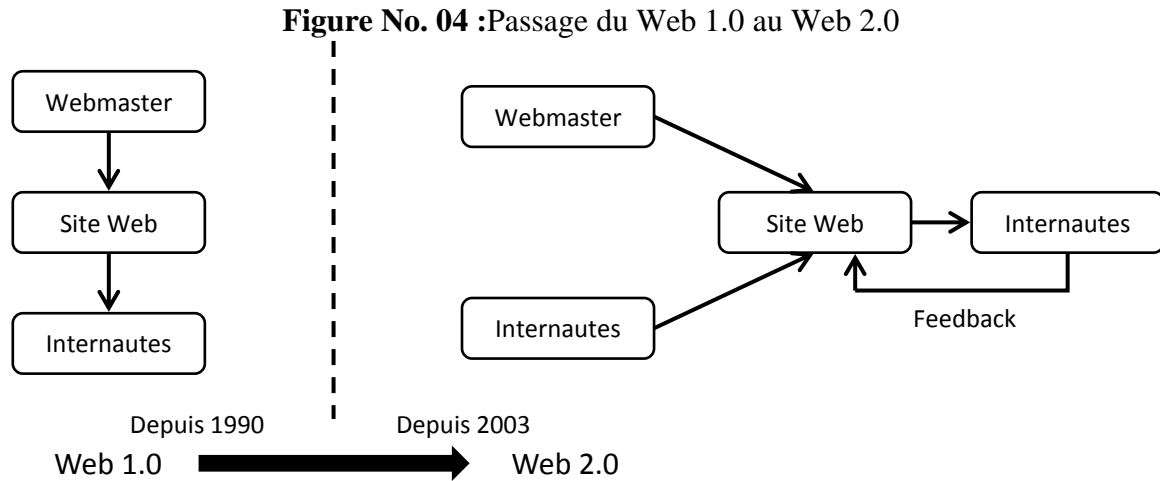 Figure No. 04 :Passage du Web 1.0 au Web 2.0
Webmaster
Site Web
Internautes
Webmaster
Internautes
Site Web
Internautes
Feedback
Depuis 1990
Depuis 2003
Web 1.0
Web 2.0